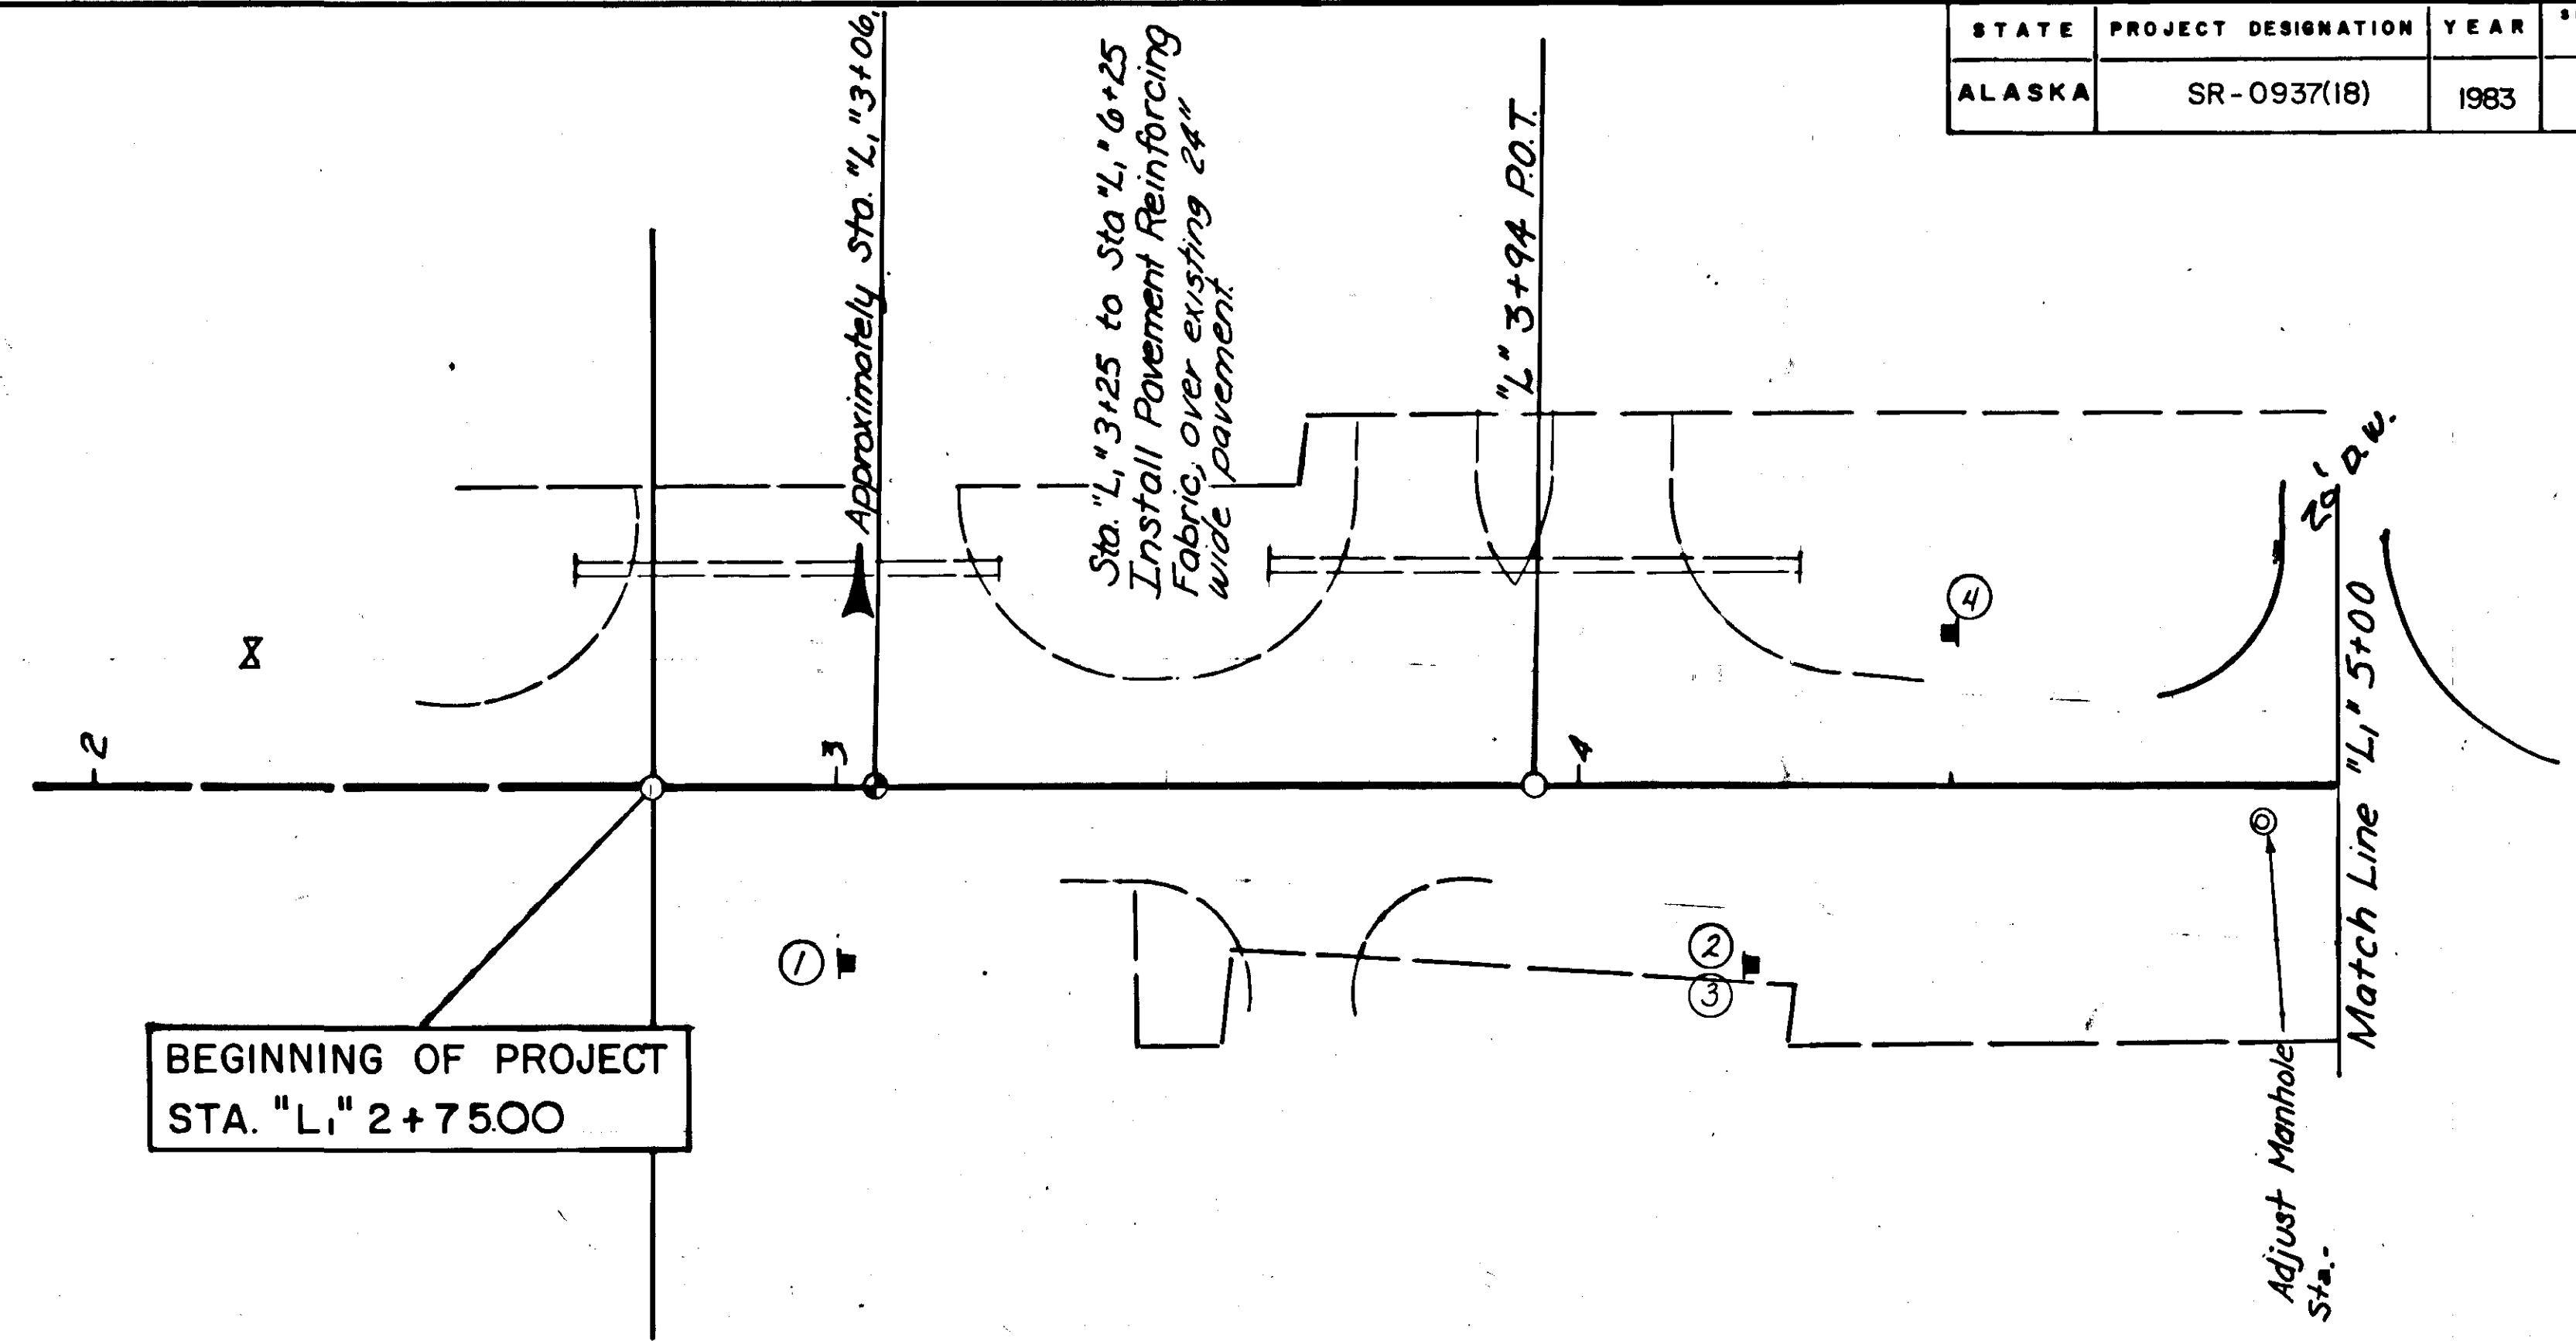 STATE PROJECT DESIGNATION YEAR
ALASKA SR-0937(18) 1983
Approximately Sta. "L₁" 3+06
Sta. "L₁" 3+25 to Sta "L₁" 6+25
Install Pavement Reinforcing
Fabric, over existing 24"
wide pavement.
"L" 3+94 P.O.T.
20' D.W.
4
2
3
4
Match Line "L₁" 5+00
1
2
3
BEGINNING OF PROJECT
STA. "L₁" 2+75.00
Adjust Manhole
Sta.-